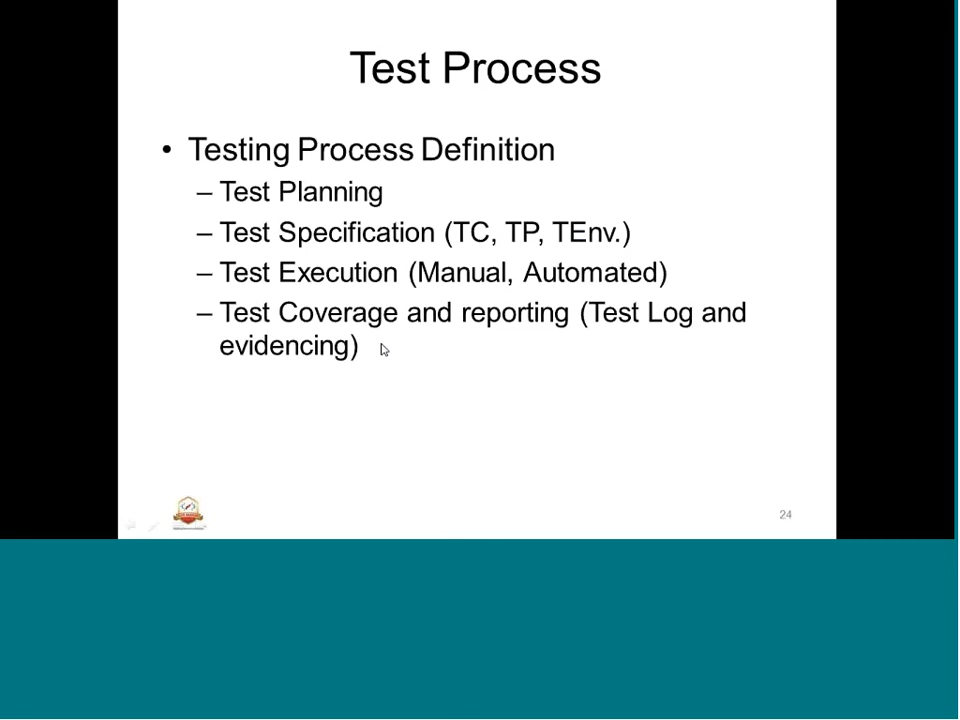 Test Process
• Testing Process Definition
– Test Planning
– Test Specification (TC, TP, TEnv.)
– Test Execution (Manual, Automated)
– Test Coverage and reporting (Test Log and
evidencing)
24